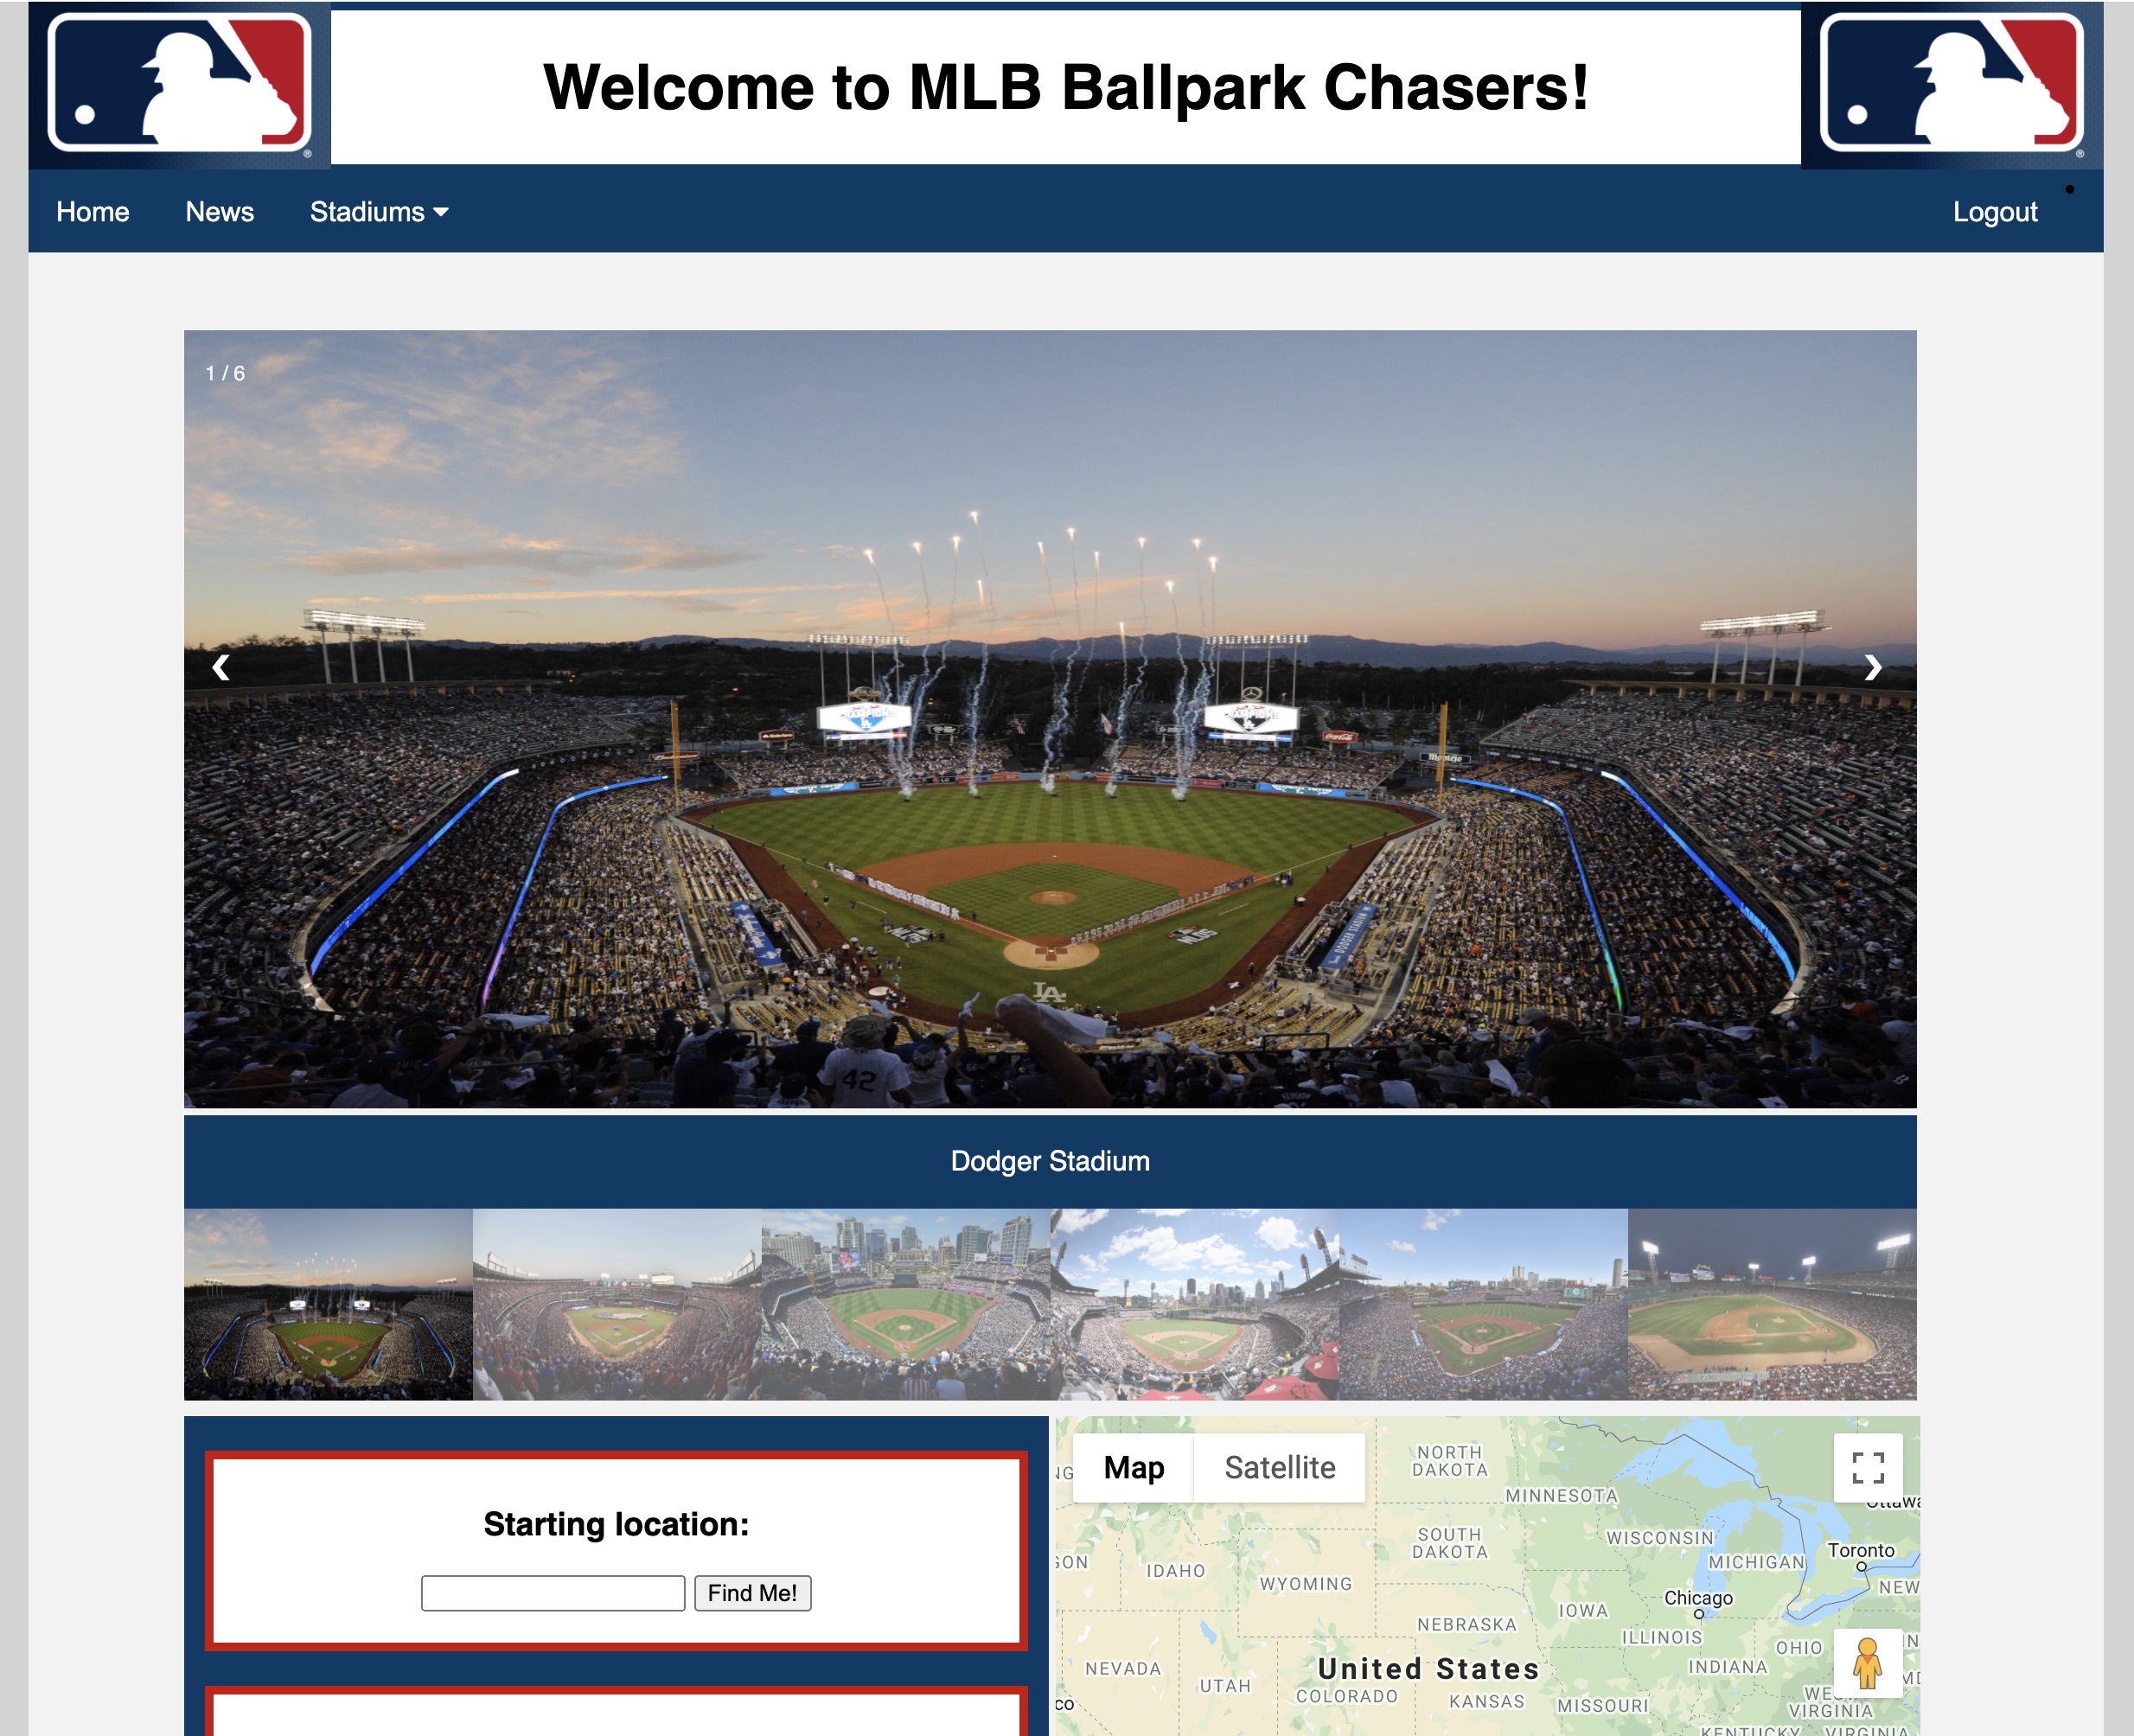 Welcome to MLB Ballpark Chasers!
Home News Stadiums Logout
1 / 6
❮ ❯
LA
42
Dodger Stadium
Starting location:
Find Me!
Map Satellite
NORTH
DAKOTA
MINNESOTA
Ottawa
SOUTH
DAKOTA
WISCONSIN
MICHIGAN
Toronto
IDAHO
WYOMING
Chicago
NEW
NEBRASKA
IOWA
ILLINOIS
OHIO
United States
NEVADA
UTAH
COLORADO
KANSAS
INDIANA
MISSOURI
VIRGINIA
KENTUCKY
VIRGINIA